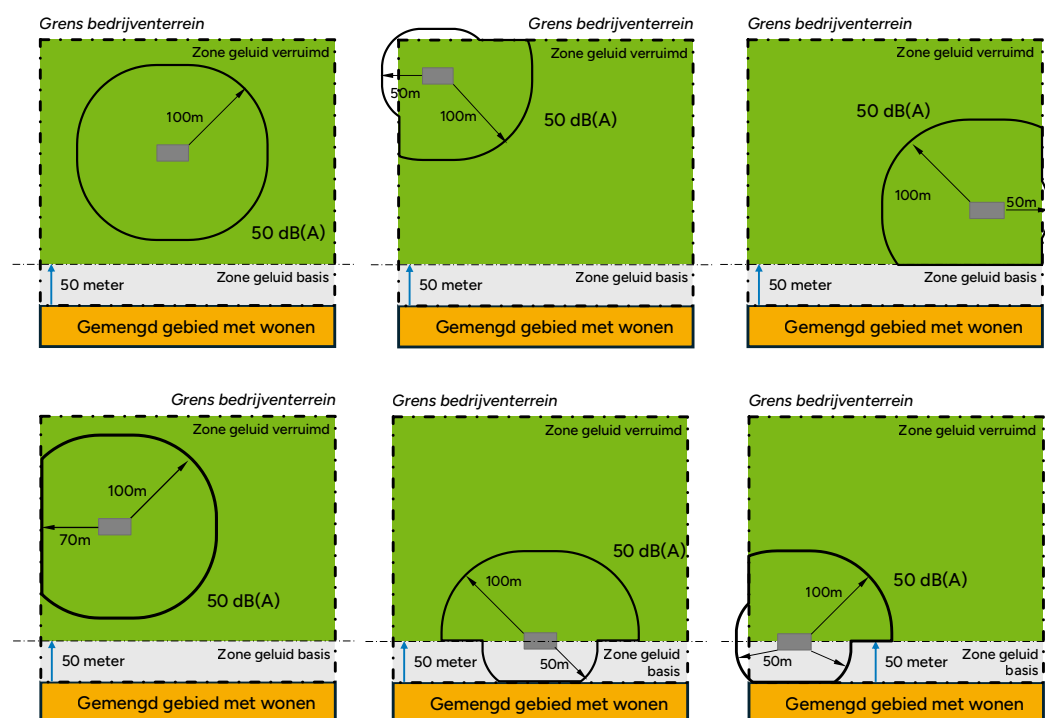 Grens bedrijventerrein
Zone geluid verruimd
100m
50 dB(A)
Zone geluid basis
50 meter
Gemengd gebied met wonen
Grens bedrijventerrein
Zone geluid verruimd
50m
100m
50 dB(A)
Zone geluid basis
50 meter
Gemengd gebied met wonen
Grens bedrijventerrein
Zone geluid verruimd
50 dB(A)
100m
50m
Zone geluid basis
50 meter
Gemengd gebied met wonen
Grens bedrijventerrein
Zone geluid verruimd
100m
70m
50 dB(A)
Zone geluid basis
50 meter
Gemengd gebied met wonen
Grens bedrijventerrein
Zone geluid verruimd
50 dB(A)
100m
50 meter
50m
Zone geluid
basis
Gemengd gebied met wonen
Grens bedrijventerrein
Zone geluid verruimd
50 dB(A)
100m
50m
50 meter
Zone geluid
basis
Gemengd gebied met wonen